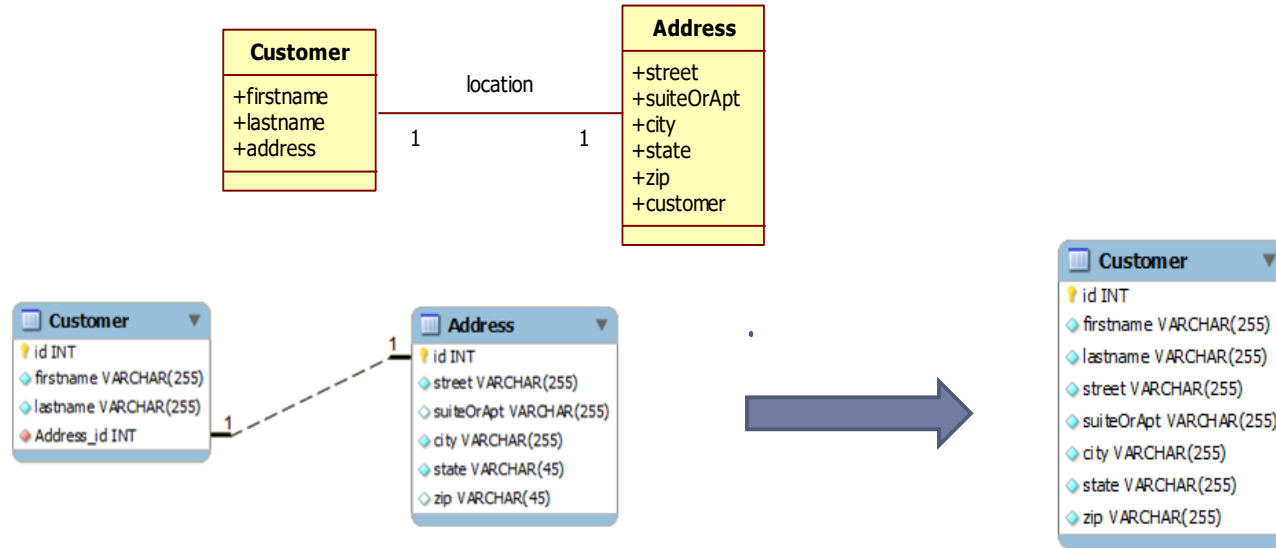 Customer
+firstname
+lastname
+address
location
1
1
Address
+street
+suiteOrApt
+city
+state
+zip
+customer
Customer
id INT
firstname VARCHAR(255)
lastname VARCHAR(255)
Address_id INT
1
1
Address
id INT
street VARCHAR(255)
suiteOrApt VARCHAR(255)
city VARCHAR(255)
state VARCHAR(45)
zip VARCHAR(45)
Customer
id INT
firstname VARCHAR(255)
lastname VARCHAR(255)
street VARCHAR(255)
suiteOrApt VARCHAR(255)
city VARCHAR(255)
state VARCHAR(255)
zip VARCHAR(255)